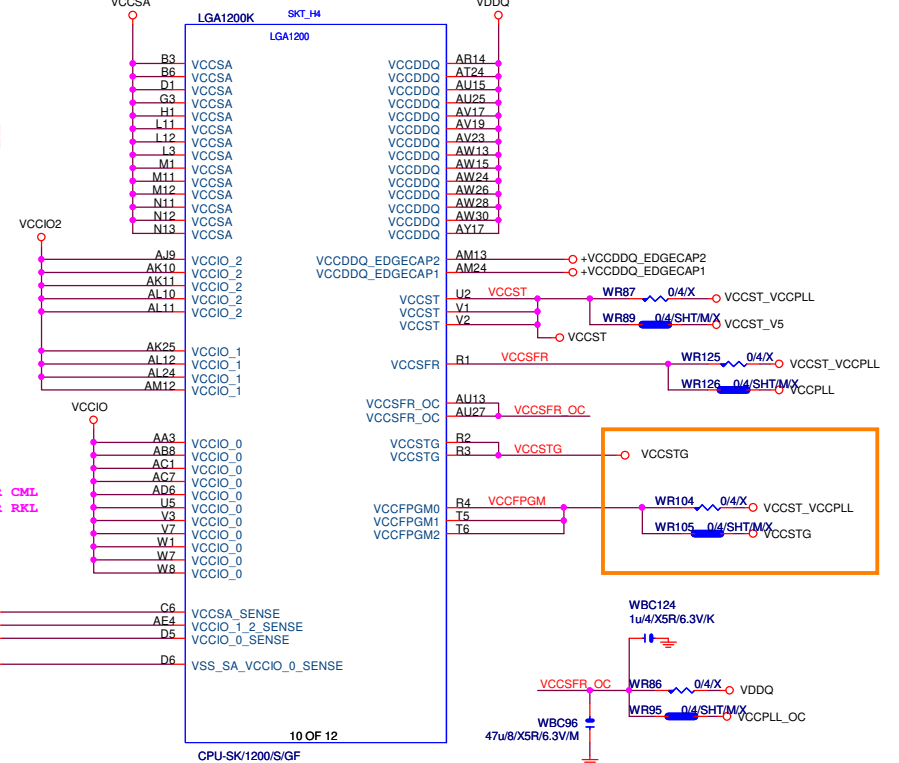 VCCSA
LGA1200K
SKT_H4
VDDQ
LGA1200
B3 VCCSA VCCDDQ AR14
B6 VCCSA VCCDDQ AT24
D1 VCCSA VCCDDQ AU15
G3 VCCSA VCCDDQ AU25
H1 VCCSA VCCDDQ AV17
L11 VCCSA VCCDDQ AV19
L12 VCCSA VCCDDQ AV23
L3 VCCSA VCCDDQ AW13
M1 VCCSA VCCDDQ AW15
M11 VCCSA VCCDDQ AW24
M12 VCCSA VCCDDQ AW26
N11 VCCSA VCCDDQ AW28
N12 VCCSA VCCDDQ AW30
N13 VCCSA VCCDDQ AY17
VCCIO2
AJ9 VCCIO_2 VCCDDQ_EDGECAP2 AM13 +VCCDDQ_EDGECAP2
AK10 VCCIO_2 VCCDDQ_EDGECAP1 AM24 +VCCDDQ_EDGECAP1
AK11 VCCIO_2
AL10 VCCIO_2 VCCST U2 VCCST WR87 0/4/X VCCST_VCCPLL
AL11 VCCIO_2 VCCST V1
VCCST V2 WR89 0/4/SHT/M/X VCCST_V5
VCCST
AK25 VCCIO_1
AL12 VCCIO_1 VCCSFR R1 VCCSFR WR125 0/4/X VCCST_VCCPLL
AL24 VCCIO_1
AM12 VCCIO_1 WR126 0/4/SHT/M/X VCCPLL
VCCIO
VCCSFR_OC AU13
VCCSFR_OC AU27 VCCSFR_OC
AA3 VCCIO_0 VCCSTG R2
AB8 VCCIO_0 VCCSTG R3 VCCSTG VCCSTG
AC1 VCCIO_0
AC7 VCCIO_0
AD6 VCCIO_0
CML
U5 VCCIO_0 VCCFPGM0 R4 VCCFPGM WR104 0/4/X VCCST_VCCPLL
RKL
V3 VCCIO_0 VCCFPGM1 T5
V7 VCCIO_0 VCCFPGM2 T6 WR105 0/4/SHT/M/X VCCSTG
W1 VCCIO_0
W7 VCCIO_0
W8 VCCIO_0
C6 VCCSA_SENSE
AE4 VCCIO_1_2_SENSE
D5 VCCIO_0_SENSE
D6 VSS_SA_VCCIO_0_SENSE
WBC124
1u/4/X5R/6.3V/K
VCCSFR_OC WR86 0/4/X VDDQ
WR95 0/4/SHT/M/X VCCPLL_OC
WBC96
47u/8/X5R/6.3V/M
10 OF 12
CPU-SK/1200/S/GF